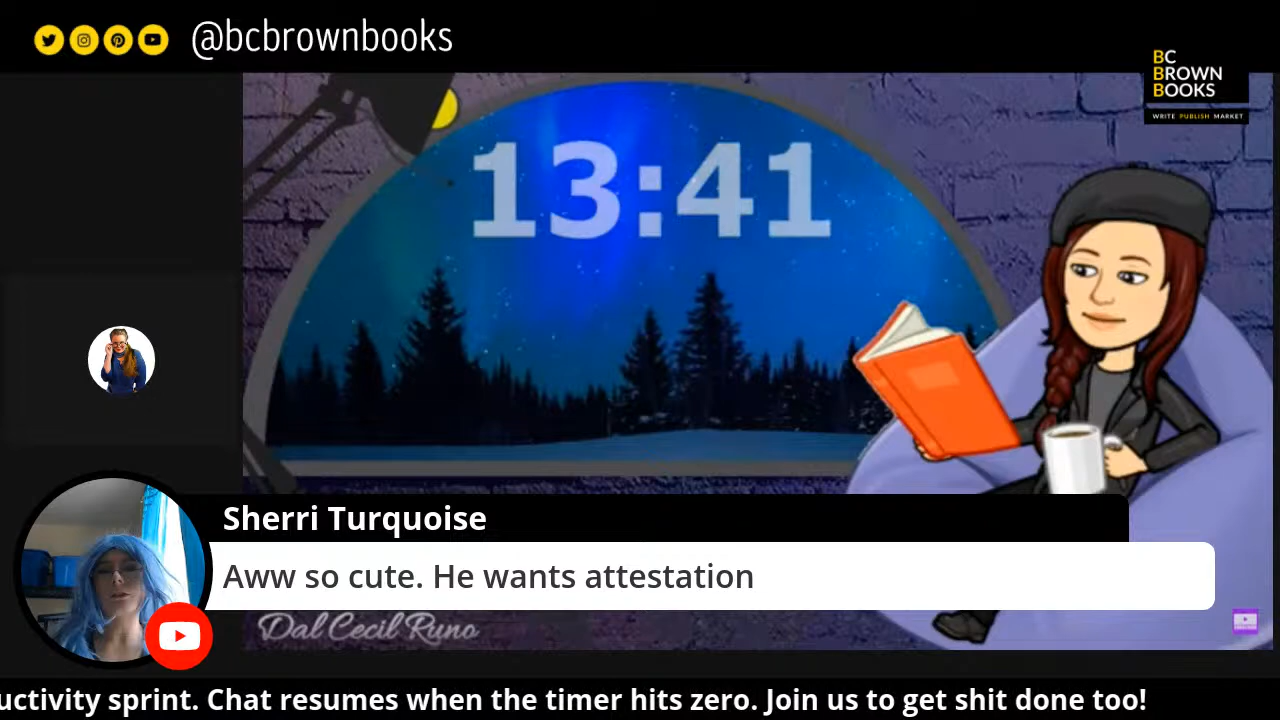 @bcbrownbooks
BC
BROWN
BOOKS
WRITE PUBLISH MARKET
13:41
Sherri Turquoise
Aww so cute. He wants attestation
Dal Cecil Runo
uctivity sprint. Chat resumes when the timer hits zero. Join us to get shit done too!